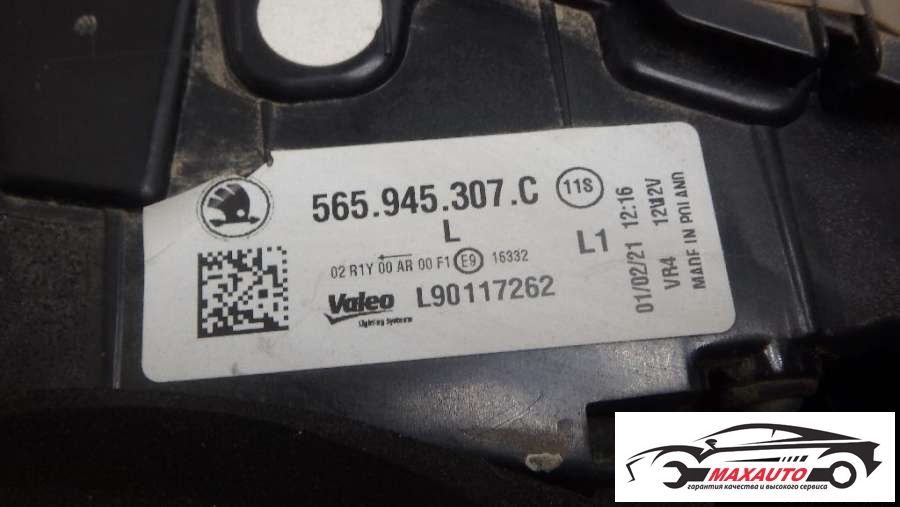 565.945.307.C 11S
L
L1
02 R1Y 00 AR 00 F1 E9 16332
Valeo L90117262
Lighting Systems
01/02/21 12:16
VR4 12V12V
MADE IN POLAND
MAXAUTO
гарантия качества и высокого сервиса